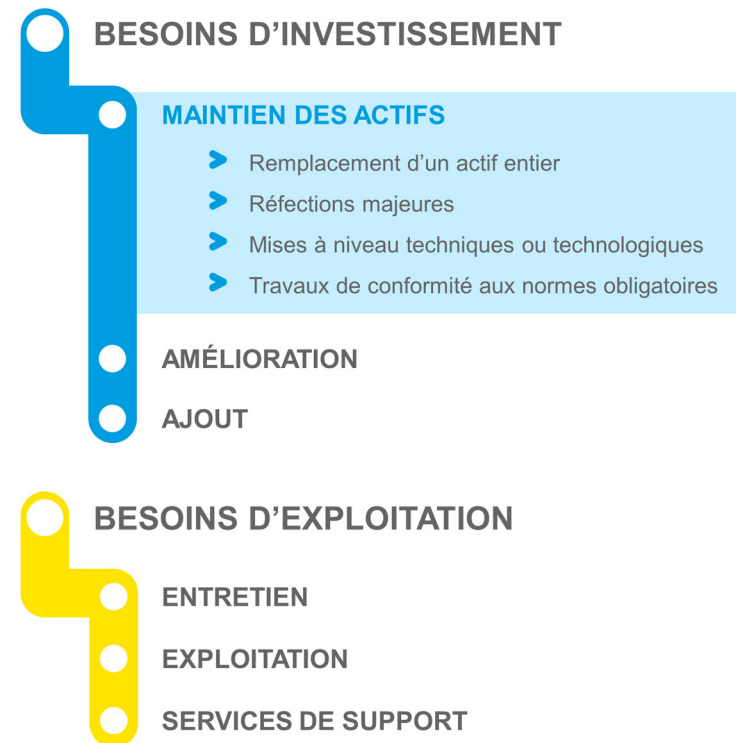 BESOINS D’INVESTISSEMENT
MAINTIEN DES ACTIFS
Remplacement d’un actif entier
Réfections majeures
Mises à niveau techniques ou technologiques
Travaux de conformité aux normes obligatoires
AMÉLIORATION
AJOUT
BESOINS D’EXPLOITATION
ENTRETIEN
EXPLOITATION
SERVICES DE SUPPORT